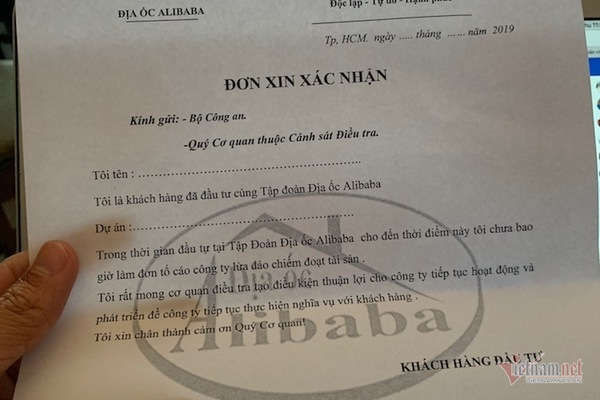 ĐỊA ỐC ALIBABA
Độc lập - Tự do - Hạnh phúc
Tp, HCM. ngày ..... tháng ...... năm 2019
ĐƠN XIN XÁC NHẬN
Kính gửi: - Bộ Công an.
-Quý Cơ quan thuộc Cảnh sát Điều tra.
Tôi tên : ........................................................
Tôi là khách hàng đã đầu tư cùng Tập đoàn Địa ốc Alibaba
Dự án:........................................................
Trong thời gian đầu tư tại Tập Đoàn Địa ốc Alibaba cho đến thời điểm này tôi chưa bao
giờ làm đơn tố cáo công ty lừa đảo chiếm đoạt tài sản .
Tôi rất mong cơ quan điều tra tạo điều kiện thuận lợi cho công ty tiếp tục hoạt động và
phát triển để công ty tiếp tục thực hiện nghĩa vụ với khách hàng .
Tôi xin chân thành cảm ơn Quý Cơ quan!
Địa ốc
Alibaba
KHÁCH HÀNG ĐẦU TƯ
Vietnam.net